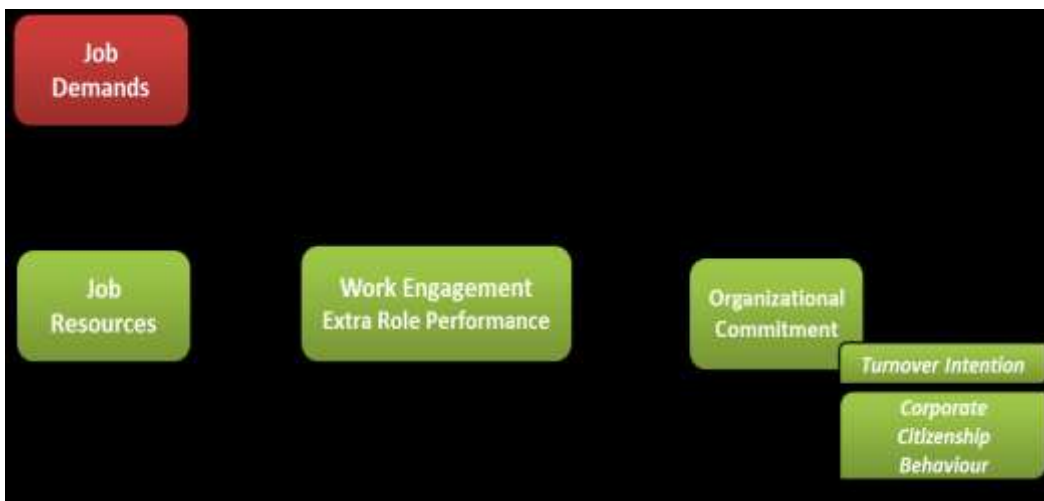 Job
Demands
Job
Resources
Work Engagement
Extra Role Performance
Organizational
Commitment
Turnover Intention
Corporate
Citizenship
Behaviour